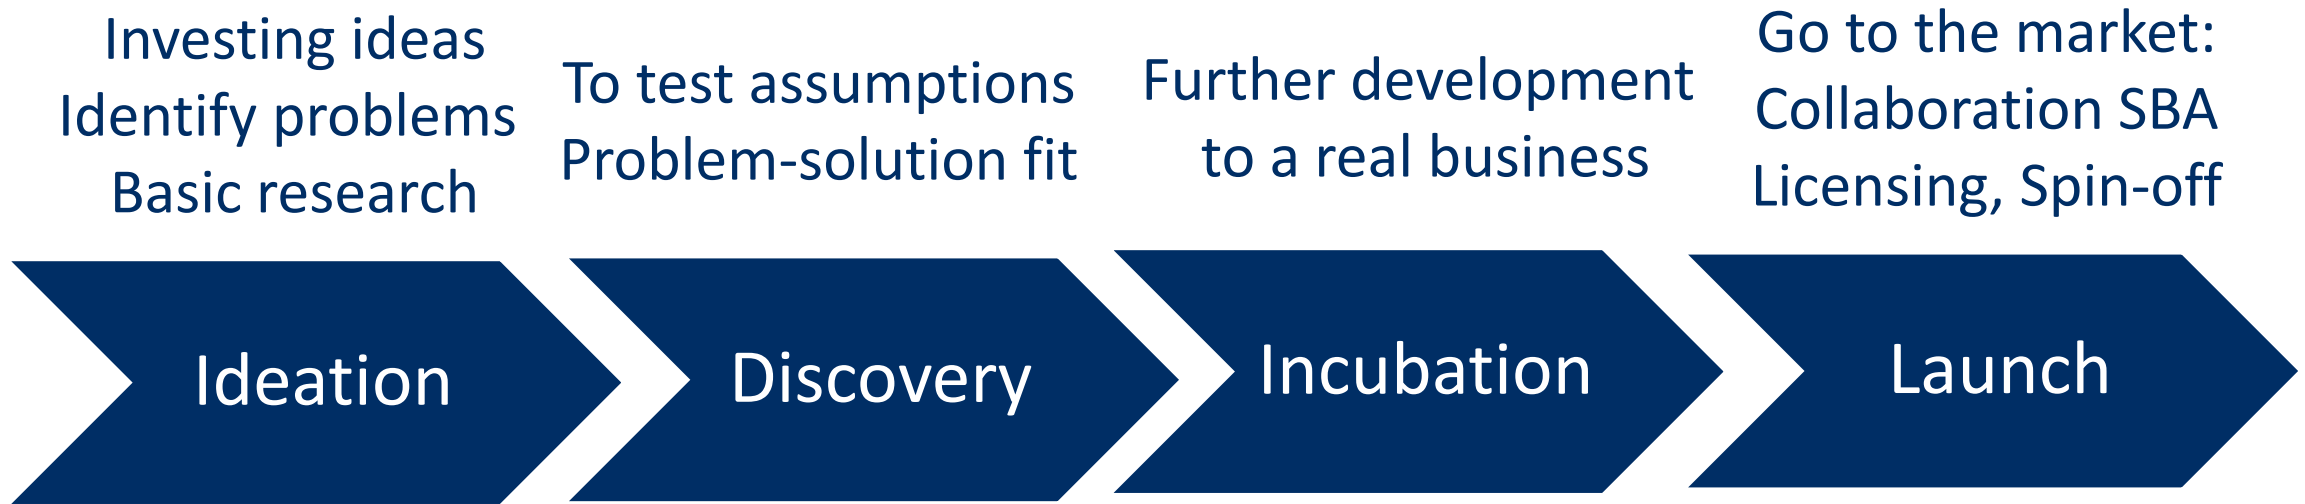 Investing ideas
Identify problems
Basic research
To test assumptions
Problem-solution fit
Further development
to a real business
Go to the market:
Collaboration SBA
Licensing, Spin-off
Ideation
Discovery
Incubation
Launch